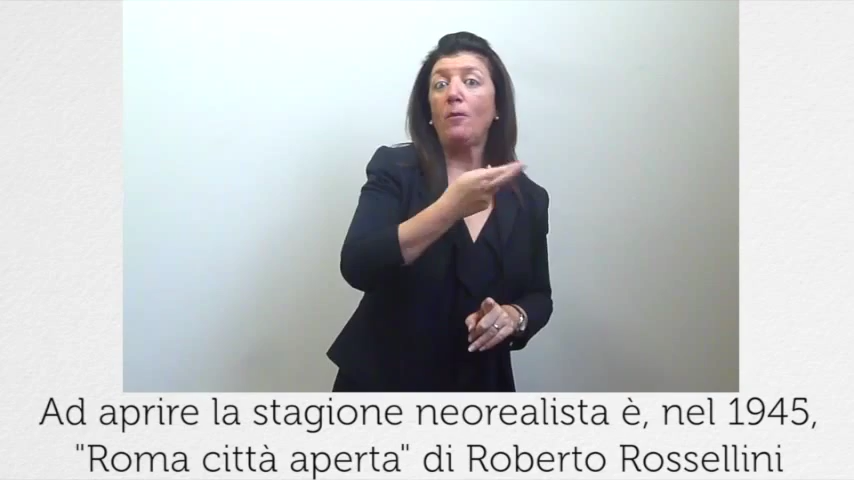 Ad aprire la stagione neorealista è, nel 1945,
"Roma città aperta" di Roberto Rossellini